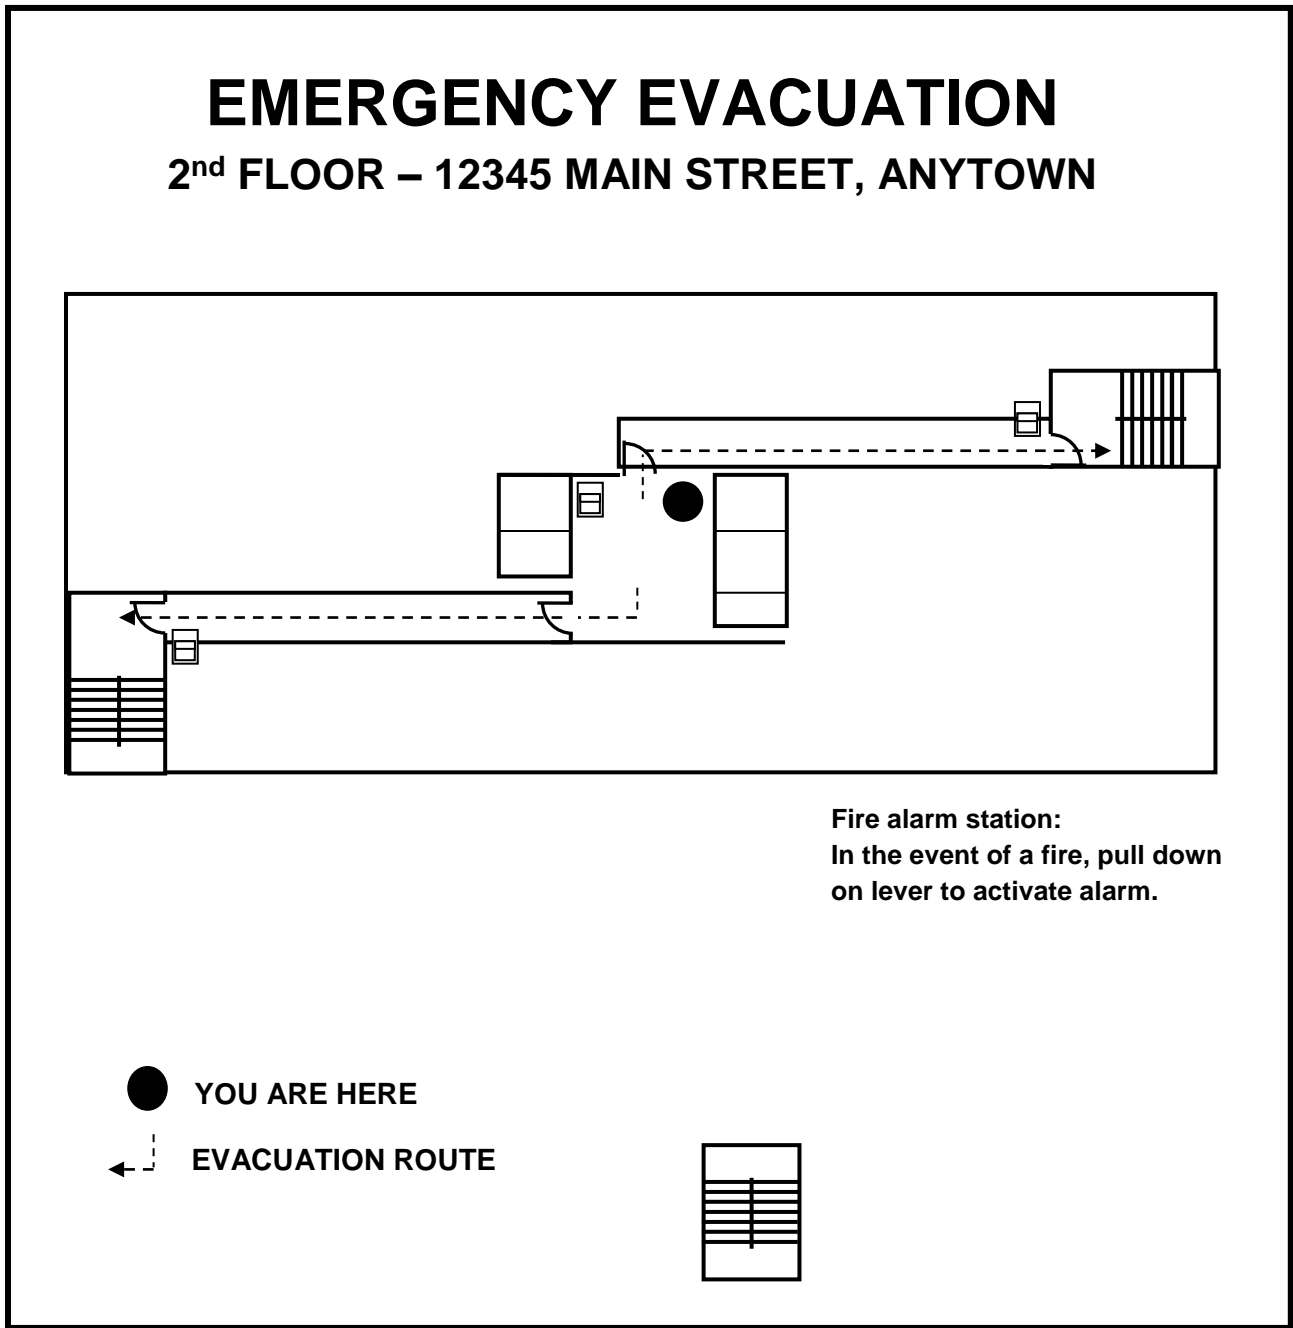 EMERGENCY EVACUATION
2nd FLOOR – 12345 MAIN STREET, ANYTOWN
Fire alarm station:
In the event of a fire, pull down
on lever to activate alarm.
YOU ARE HERE
EVACUATION ROUTE